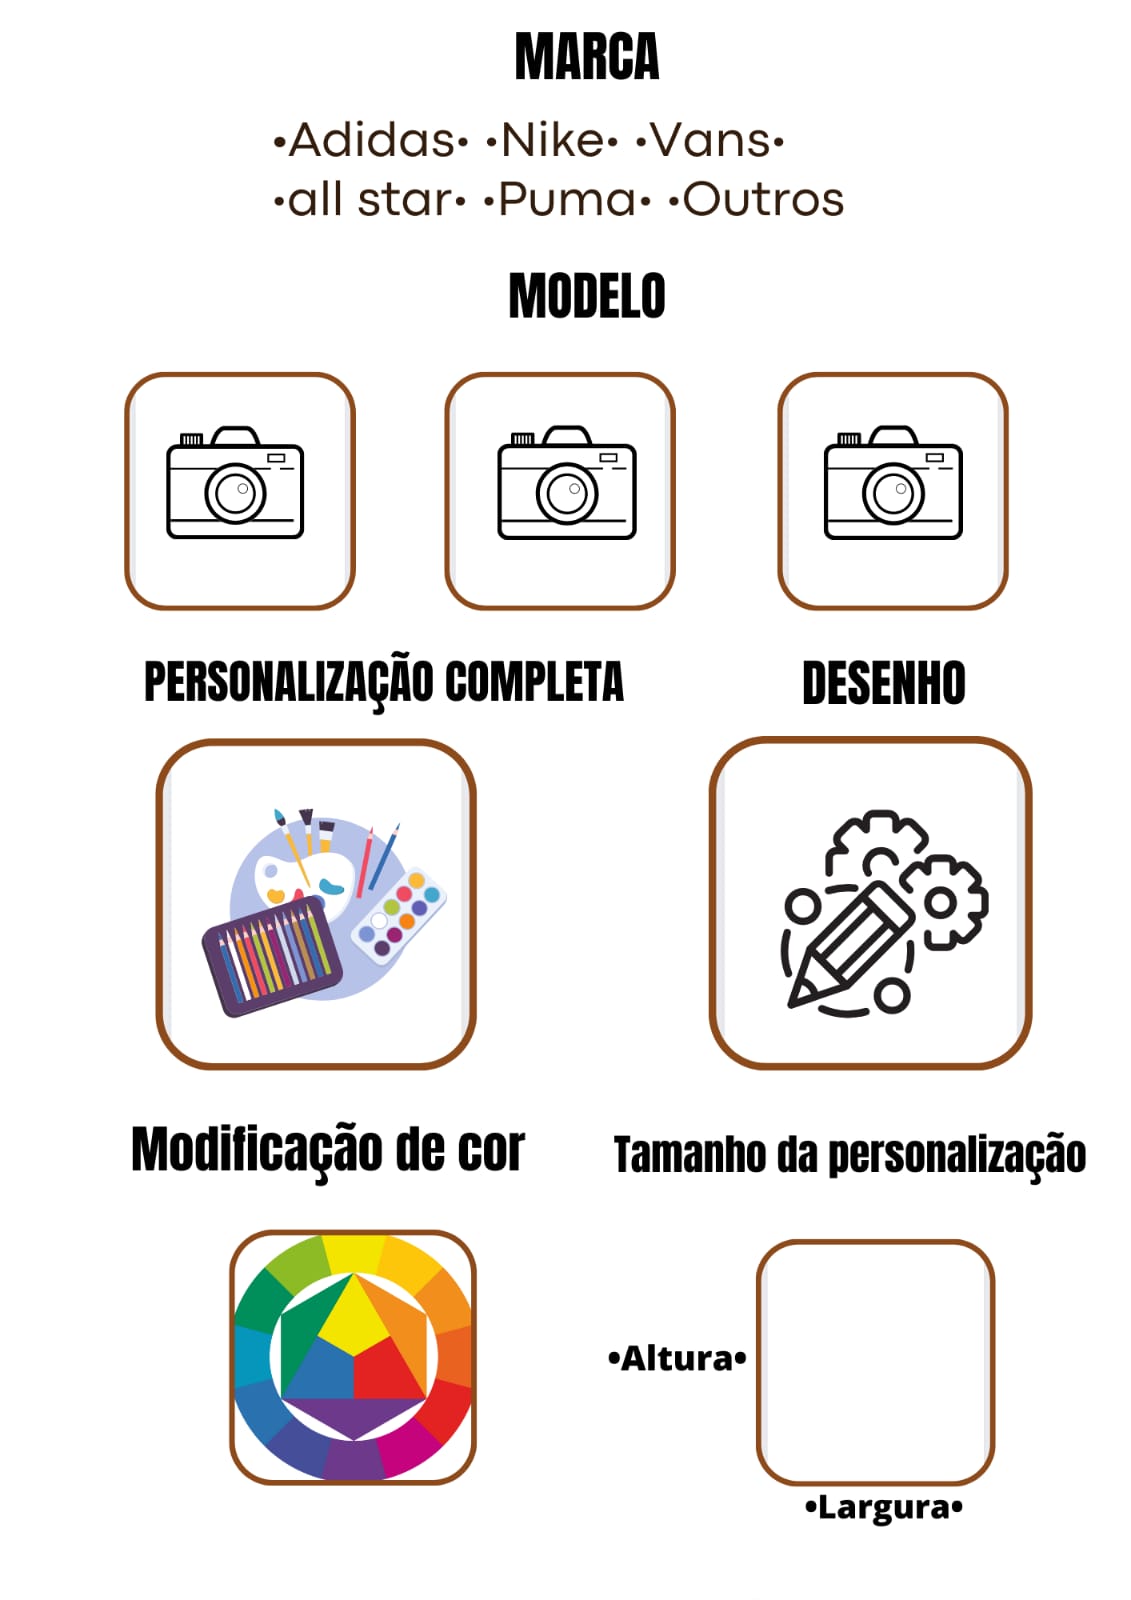 MARCA
•Adidas• •Nike• •Vans•
•all star• •Puma• •Outros
MODELO
PERSONALIZAÇÃO COMPLETA
DESENHO
Modificação de cor
Tamanho da personalização
•Altura•
•Largura•